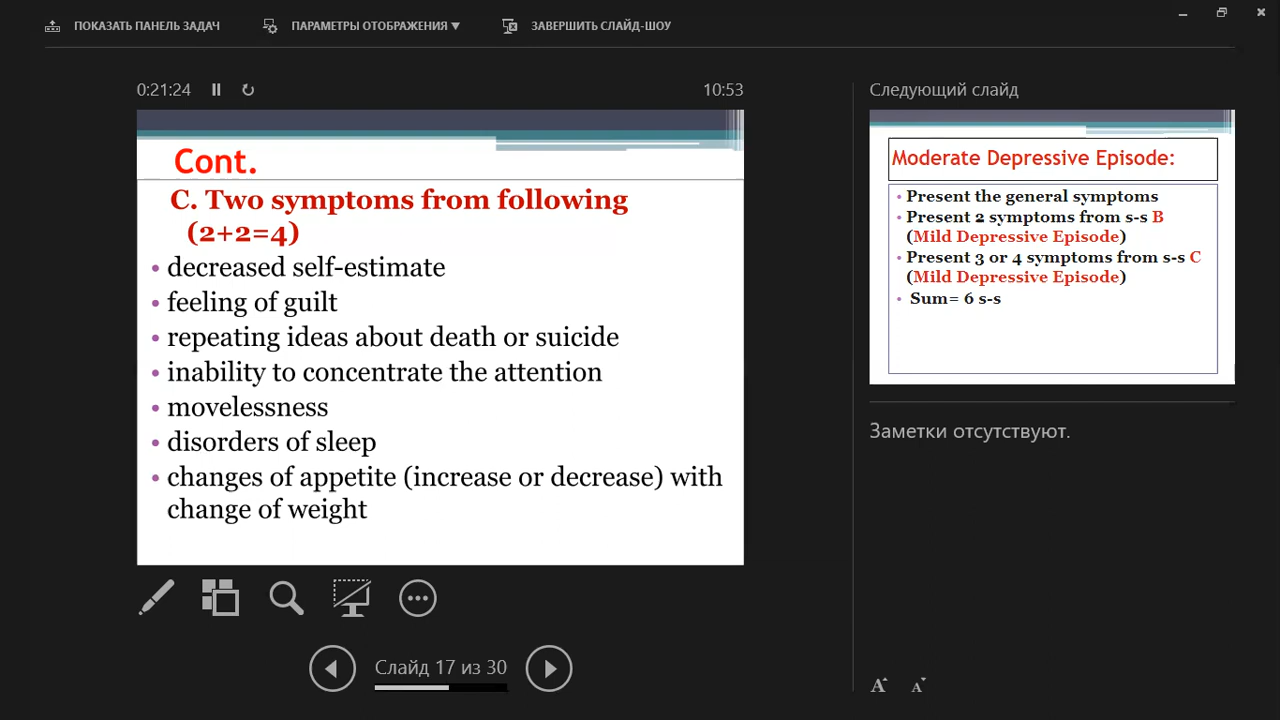 ПОКАЗАТЬ ПАНЕЛЬ ЗАДАЧ
ПАРАМЕТРЫ ОТОБРАЖЕНИЯ ▼
ЗАВЕРШИТЬ СЛАЙД-ШОУ
0:21:24
10:53
Cont.
C. Two symptoms from following
(2+2=4)
• decreased self-estimate
• feeling of guilt
• repeating ideas about death or suicide
• inability to concentrate the attention
• movelessness
• disorders of sleep
• changes of appetite (increase or decrease) with
change of weight
Слайд 17 из 30
Следующий слайд
Moderate Depressive Episode:
• Present the general symptoms
• Present 2 symptoms from s-s B
(Mild Depressive Episode)
• Present 3 or 4 symptoms from s-s C
(Mild Depressive Episode)
• Sum= 6 s-s
Заметки отсутствуют.
A A